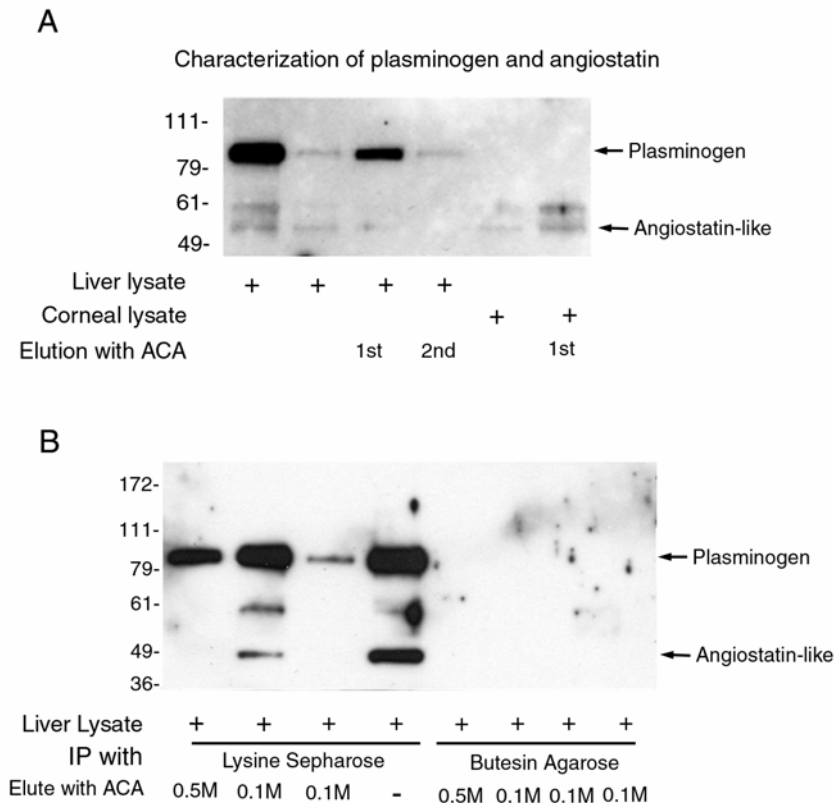 A
Characterization of plasminogen and angiostatin
111-
Plasminogen
79-
61-
Angiostatin-like
49-
Liver lysate + + + +
Corneal lysate + +
Elution with ACA 1st 2nd 1st
B
172-
111-
Plasminogen
79-
61-
49-
Angiostatin-like
36-
Liver Lysate + + + + + + + +
IP with Lysine Sepharose Butesin Agarose
Elute with ACA 0.5M 0.1M 0.1M - 0.5M 0.1M 0.1M 0.1M